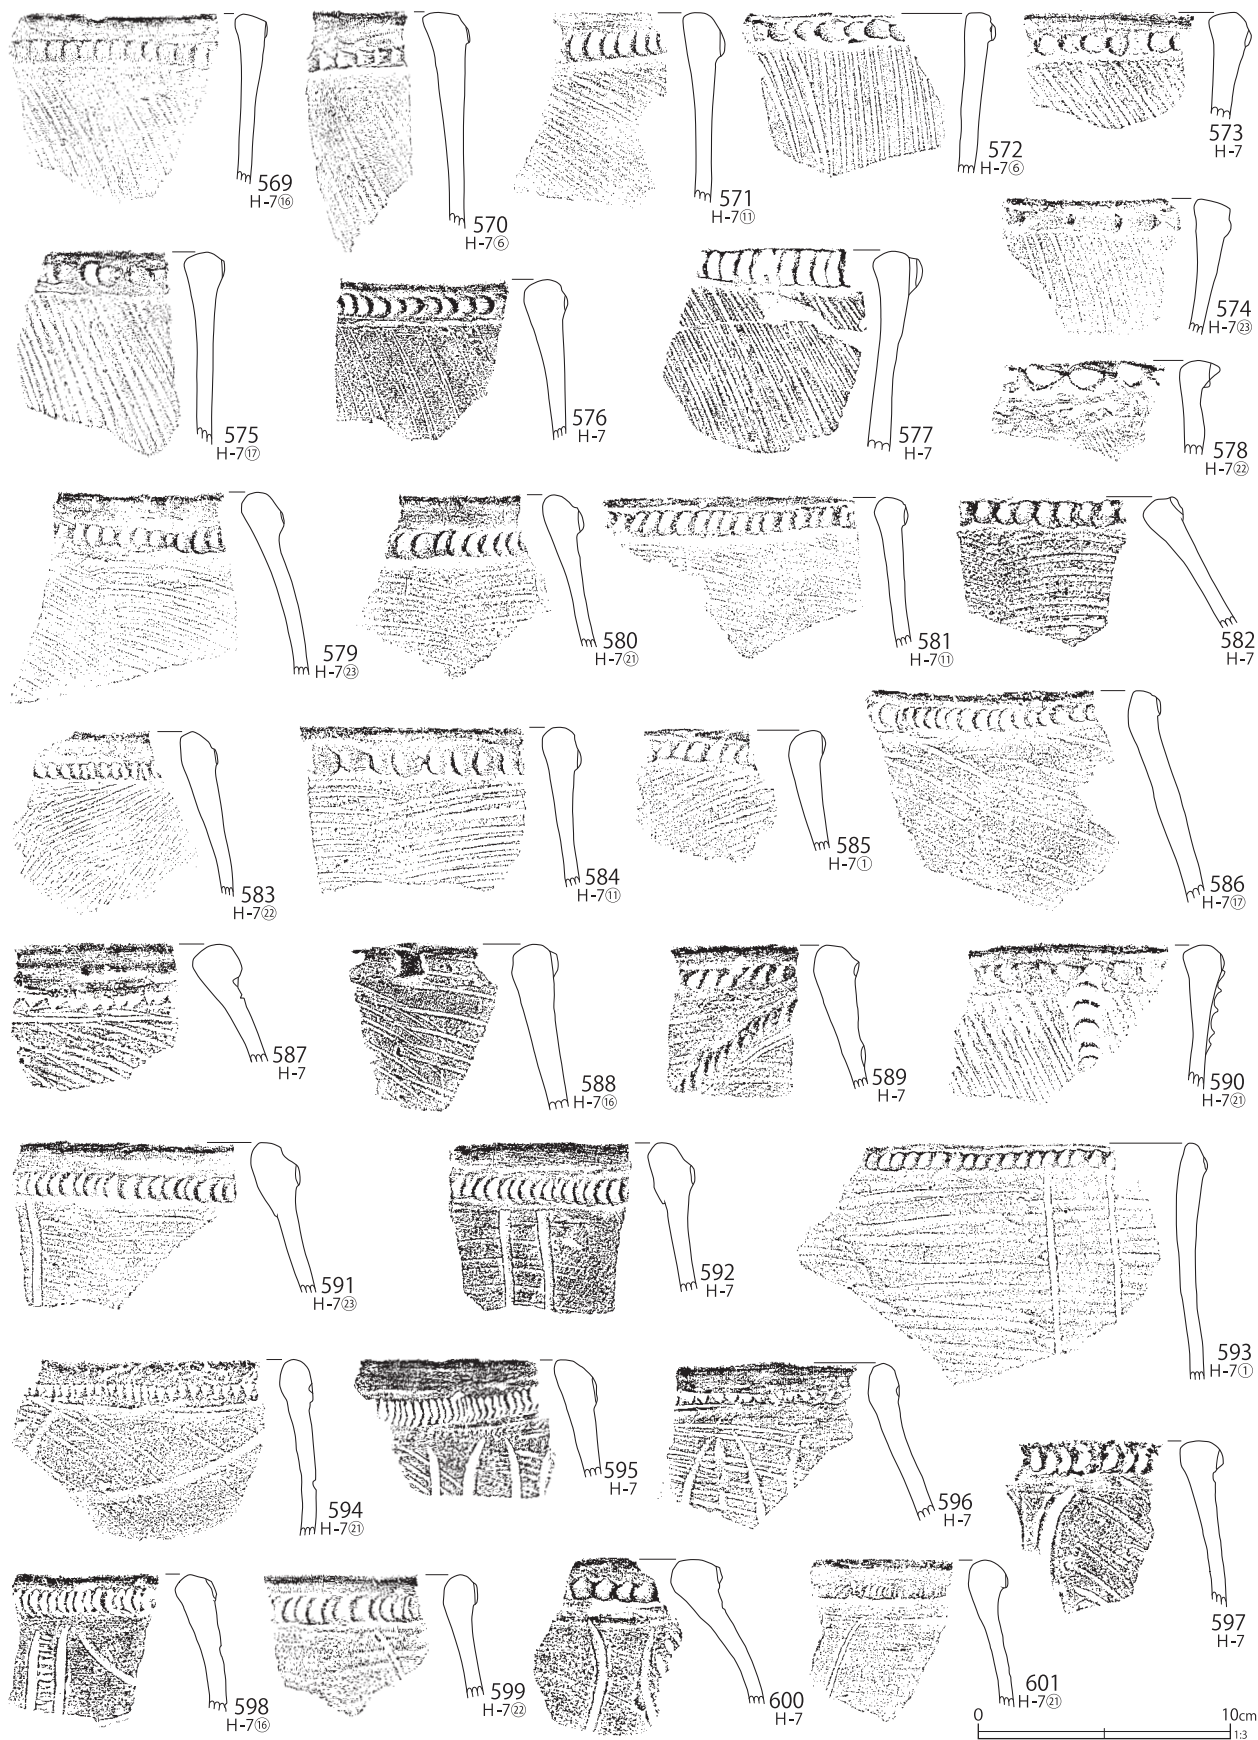 569
H-7⑯
570
H-7⑥
571
H-7⑪
572
H-7⑥
573
H-7
574
H-7㉓
575
H-7⑰
576
H-7
577
H-7
578
H-7㉒
579
H-7㉓
580
H-7㉑
581
H-7⑪
582
H-7
583
H-7㉒
584
H-7⑪
585
H-7①
586
H-7⑰
587
H-7
588
H-7⑯
589
H-7
590
H-7㉑
591
H-7㉓
592
H-7
593
H-7①
594
H-7㉑
595
H-7
596
H-7
597
H-7
598
H-7⑯
599
H-7㉒
600
H-7
601
H-7㉑
0 10cm
1:3